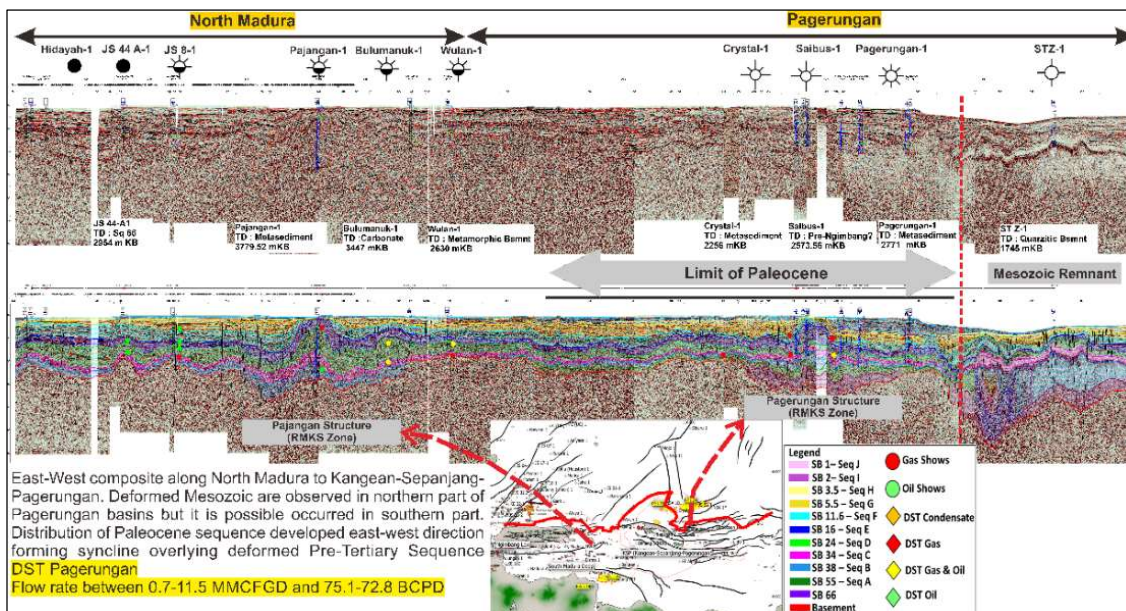 North Madura
Pagerungan
Hidayah-1
JS 44 A-1
JS 8-1
Pajangan-1
Bulumanuk-1
Wulan-1
Crystal-1
Saibus-1
Pagerungan-1
STZ-1
JS 44-A1
TD : Sq 66
Pajangan-1
TD : Metasediment
3779.52 mKB
Bulumanuk-1
TD :Carbonate
3447 mKB
Wulan-1
TD : Metamorphic Bsmnt
2630 mKB
Crystal-1
TD : Metasediment
2256 mKB
Saibus-1
TD : Pre-Ngimbang?
Pagerungan-1
TD : Metasediment
2771 mKB
ST Z-1
TD : Quarzitic Bsmnt
1745 mKB
Limit of Paleocene
Mesozoic Remnant
Pajangan Structure
(RMKS Zone)
Pagerungan Structure
(RMKS Zone)
East-West composite along North Madura to Kangean-Sepanjang-
Pagerungan. Deformed Mesozoic are observed in northern part of
Pagerungan basins but it is possible occurred in southern part.
Distribution of Paleocene sequence developed east-west direction
forming syncline overlying deformed Pre-Tertiary Sequence
DST Pagerungan
Flow rate between 0.7-11.5 MMCFGD and 75.1-72.8 BCPD
Legend
SB 1– Seq J
SB 2– Seq I
SB 3.5 – Seq H
SB 5.5 – Seq G
SB 11.6 – Seq F
SB 16 – Seq E
SB 24 – Seq D
SB 34 – Seq C
SB 38 – Seq B
SB 55 – Seq A
SB 66
Basement
Gas Shows
Oil Shows
DST Condensate
DST Gas
DST Gas & Oil
DST Oil